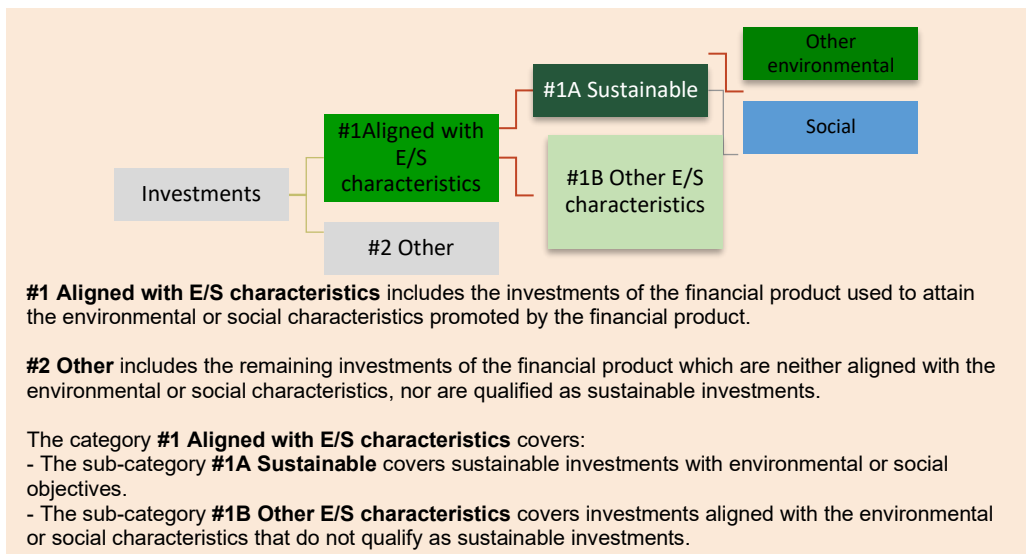 Other
environmental
#1A Sustainable
Social
#1Aligned with
E/S
characteristics
#1B Other E/S
characteristics
Investments
#2 Other
#1 Aligned with E/S characteristics includes the investments of the financial product used to attain
the environmental or social characteristics promoted by the financial product.
#2 Other includes the remaining investments of the financial product which are neither aligned with the
environmental or social characteristics, nor are qualified as sustainable investments.
The category #1 Aligned with E/S characteristics covers:
- The sub-category #1A Sustainable covers sustainable investments with environmental or social
objectives.
- The sub-category #1B Other E/S characteristics covers investments aligned with the environmental
or social characteristics that do not qualify as sustainable investments.